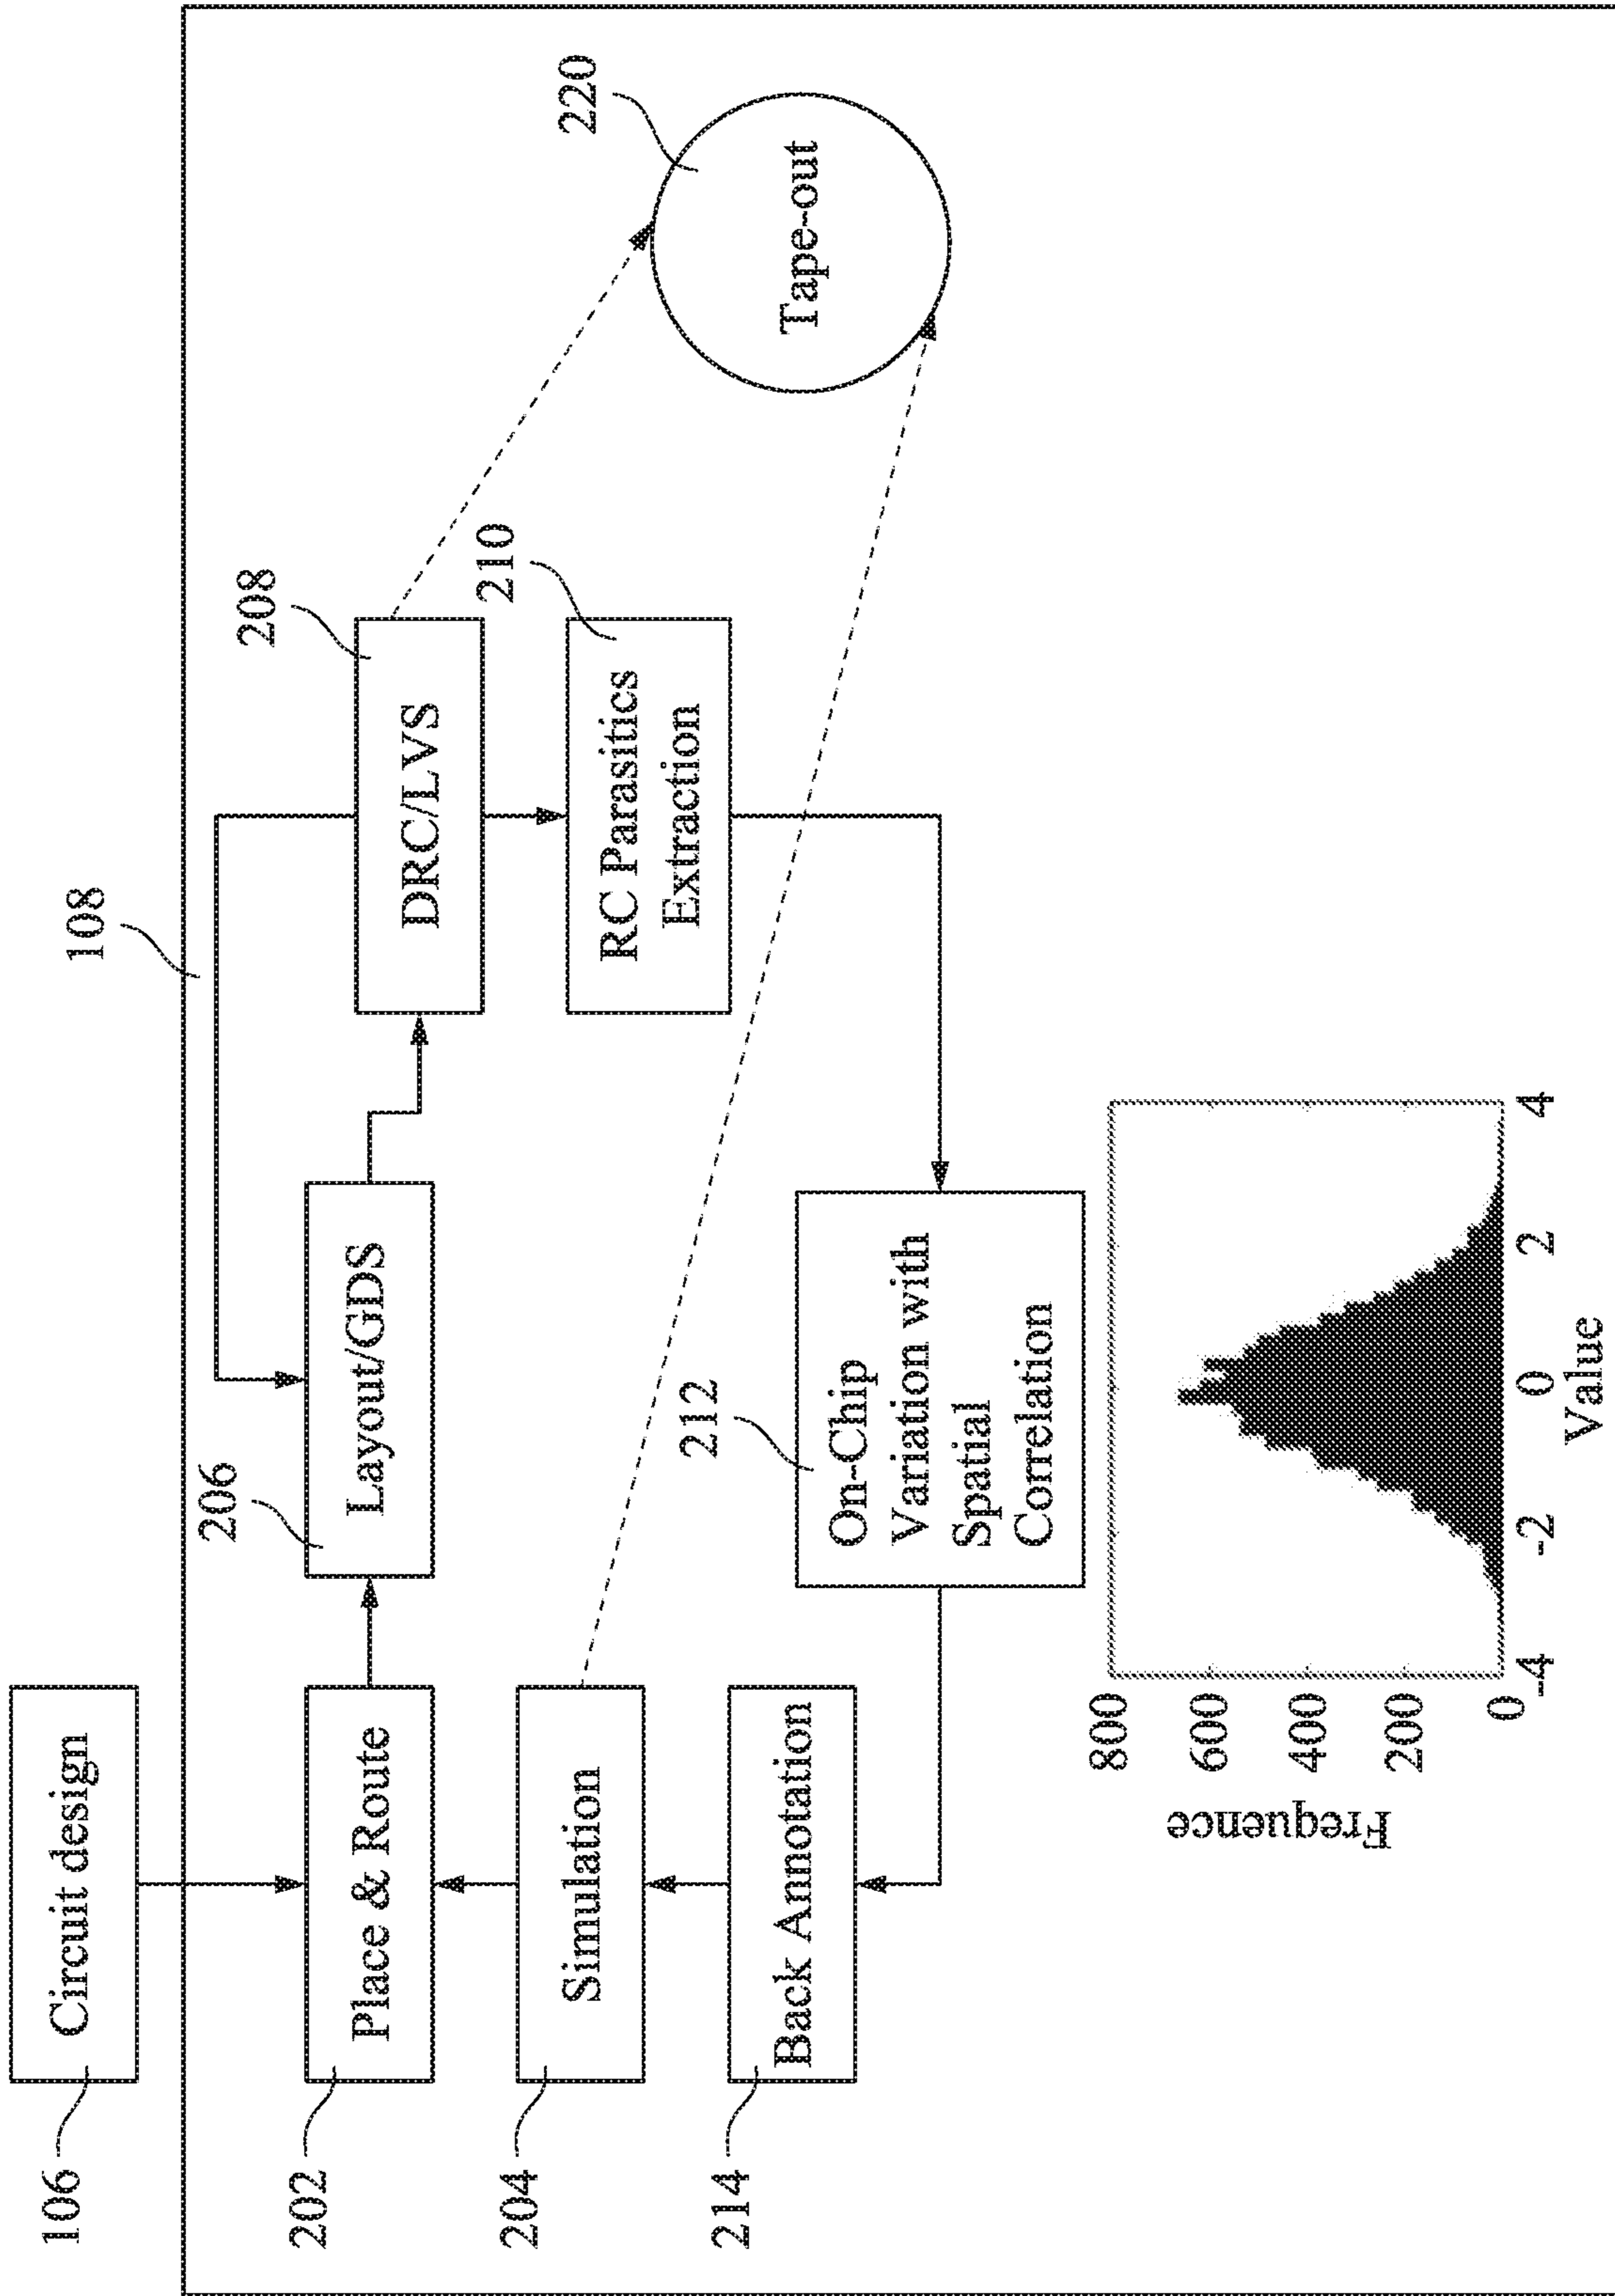 106
Circuit design
108
202
Place & Route
206
Layout/GDS
208
DRC/LVS
204
Simulation
210
RC Parasitics
Extraction
220
Tape-out
214
Back Annotation
212
On-Chip
Variation with
Spatial
Correlation
Frequence
800
600
400
200
0
-4
-2
0
2
4
Value